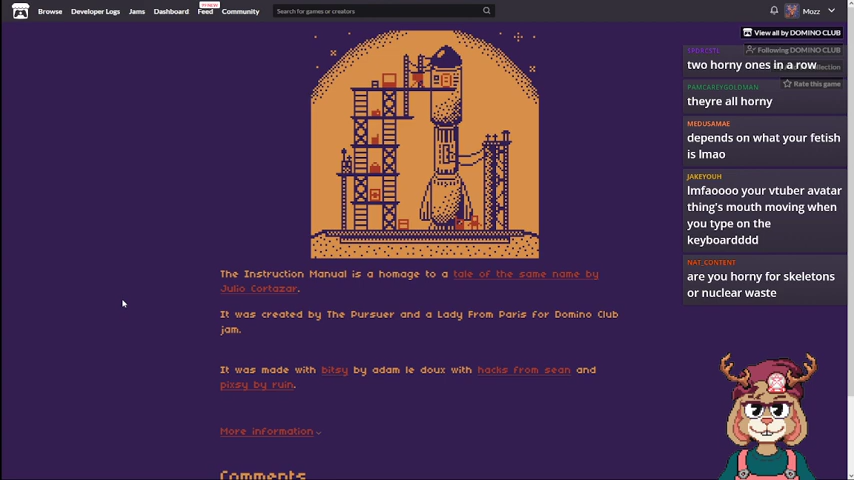 Browse Developer Logs Jams Dashboard Feed Community Search for games or creators Mozz
View all by DOMINO CLUB
Following DOMINO CLUB
two horny ones in a row
Rate this game
PAMCAREYGOLDMAN
theyre all horny
MEDUSAMAE
depends on what your fetish
is lmao
JAKEYOUH
lmfaoooo your vtuber avatar
thing's mouth moving when
you type on the
keyboardddd
NAT_CONTENT
are you horny for skeletons
or nuclear waste
The Instruction Manual is a homage to a tale of the same name by
Julio Cortazar.
It was created by The Pursuer and a Lady From Paris for Domino Club
jam.
It was made with bitsy by adam le doux with hacks from sean and
pixsy by ruin.
More information
Comments